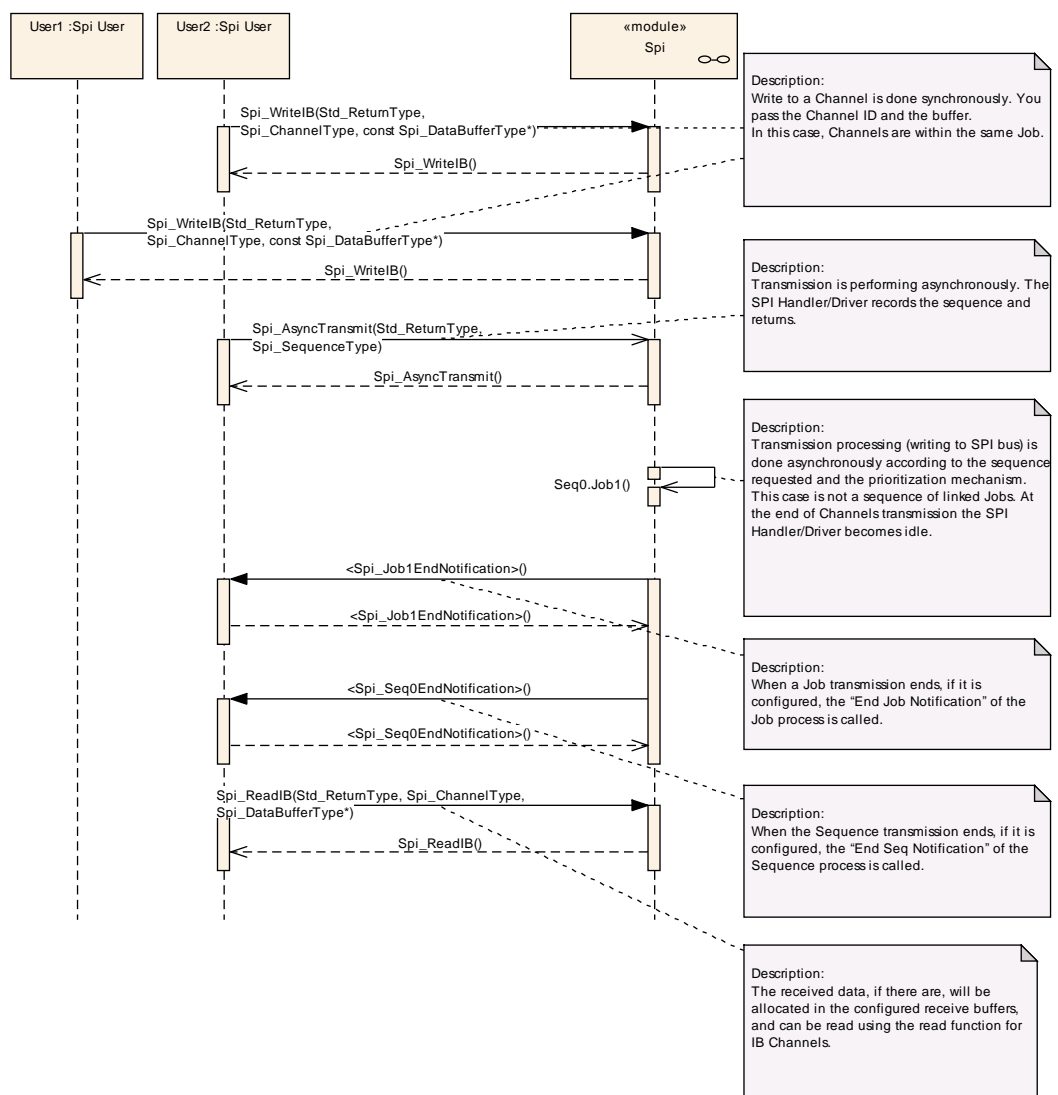 User1 :Spi User
User2 :Spi User
«module»
Spi
Description:
Write to a Channel is done synchronously. You
pass the Channel ID and the buffer.
In this case, Channels are within the same Job.
Spi_WriteIB(Std_ReturnType,
Spi_ChannelType, const Spi_DataBufferType*)
Spi_WriteIB()
Spi_WriteIB(Std_ReturnType,
Spi_ChannelType, const Spi_DataBufferType*)
Spi_WriteIB()
Description:
Transmission is performing asynchronously. The
SPI Handler/Driver records the sequence and
returns.
Spi_AsyncTransmit(Std_ReturnType,
Spi_SequenceType)
Spi_AsyncTransmit()
Description:
Transmission processing (writing to SPI bus) is
done asynchronously according to the sequence
requested and the prioritization mechanism.
This case is not a sequence of linked Jobs. At
the end of Channels transmission the SPI
Handler/Driver becomes idle.
Seq0.Job1()
<Spi_Job1EndNotification>()
<Spi_Job1EndNotification>()
Description:
When a Job transmission ends, if it is
configured, the “End Job Notification” of the
Job process is called.
<Spi_Seq0EndNotification>()
<Spi_Seq0EndNotification>()
Description:
When the Sequence transmission ends, if it is
configured, the “End Seq Notification” of the
Sequence process is called.
Spi_ReadIB(Std_ReturnType, Spi_ChannelType,
Spi_DataBufferType*)
Spi_ReadIB()
Description:
The received data, if there are, will be
allocated in the configured receive buffers,
and can be read using the read function for
IB Channels.